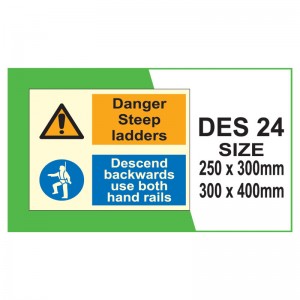 Danger
Steep
ladders
Descend
backwards
use both
hand rails
DES 24
SIZE
250 x 300mm
300 x 400mm